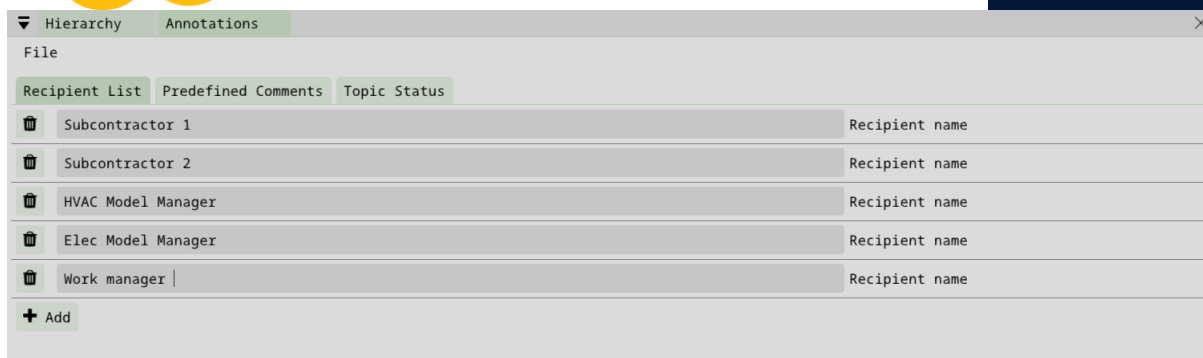 Hierarchy Annotations
File
Recipient List Predefined Comments Topic Status
Subcontractor 1 Recipient name
Subcontractor 2 Recipient name
HVAC Model Manager Recipient name
Elec Model Manager Recipient name
Work manager Recipient name
Add